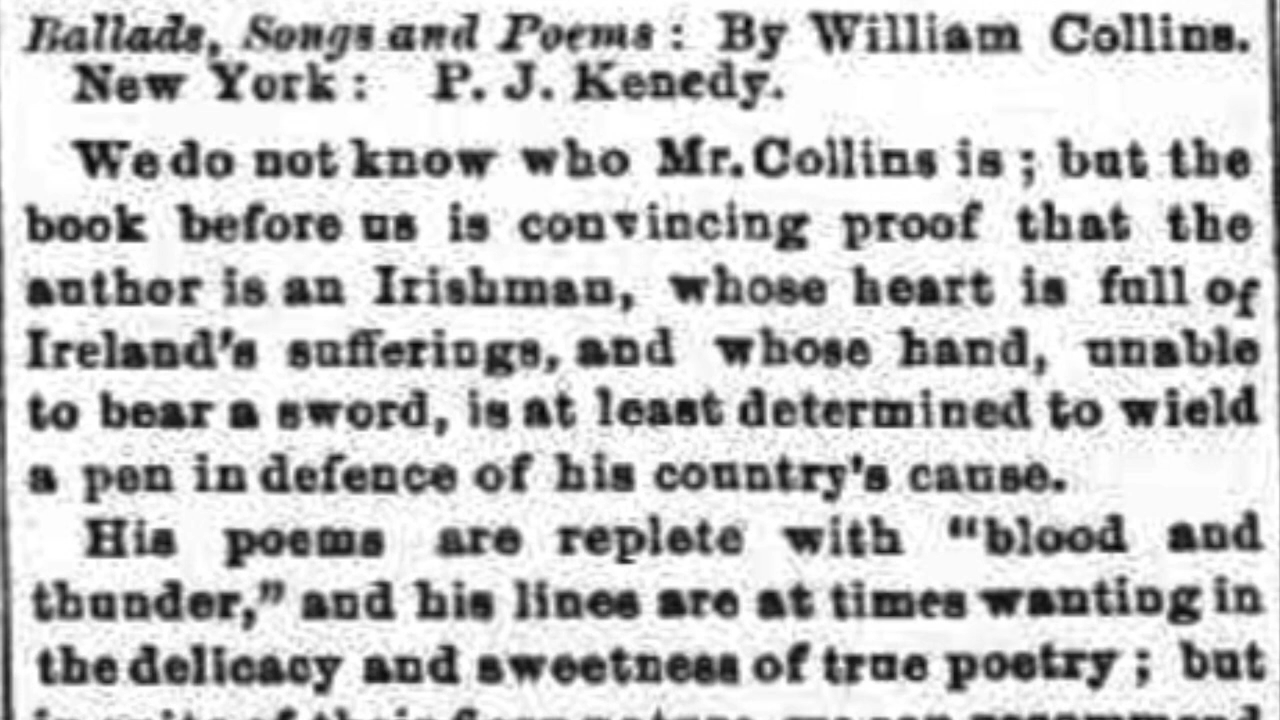 Ballads, Songs and Poems: By William Collins.
New York: P. J. Kenedy.
We do not know who Mr. Collins is; but the
book before us is convincing proof that the
author is an Irishman, whose heart is full of
Ireland's sufferings, and whose hand, unable
to bear a sword, is at least determined to wield
a pen in defence of his country's cause.
His poems are replete with "blood and
thunder," and his lines are at times wanting in
the delicacy and sweetness of true poetry; but